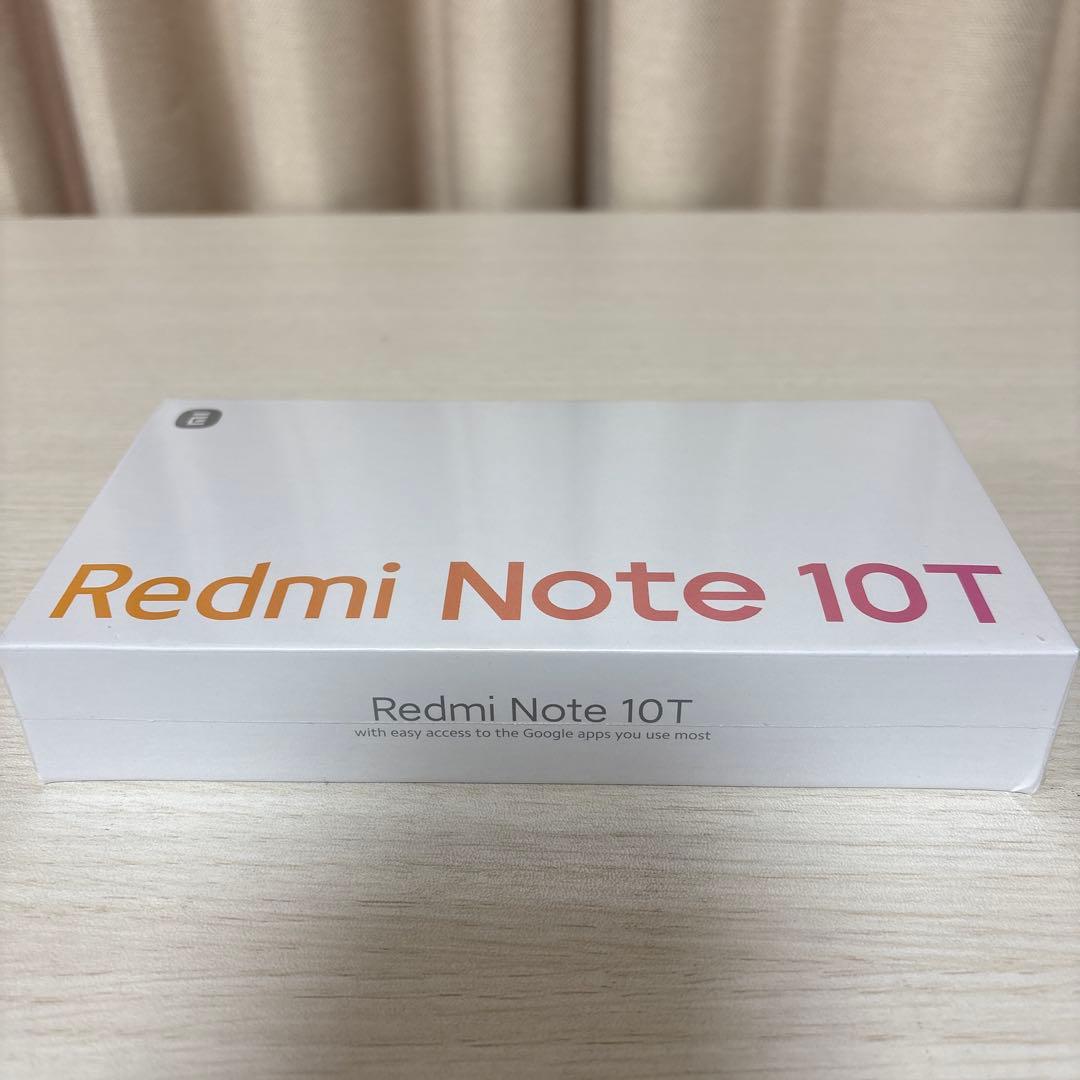 Redmi Note 10T
Redmi Note 10T
with easy access to the Google apps you use most